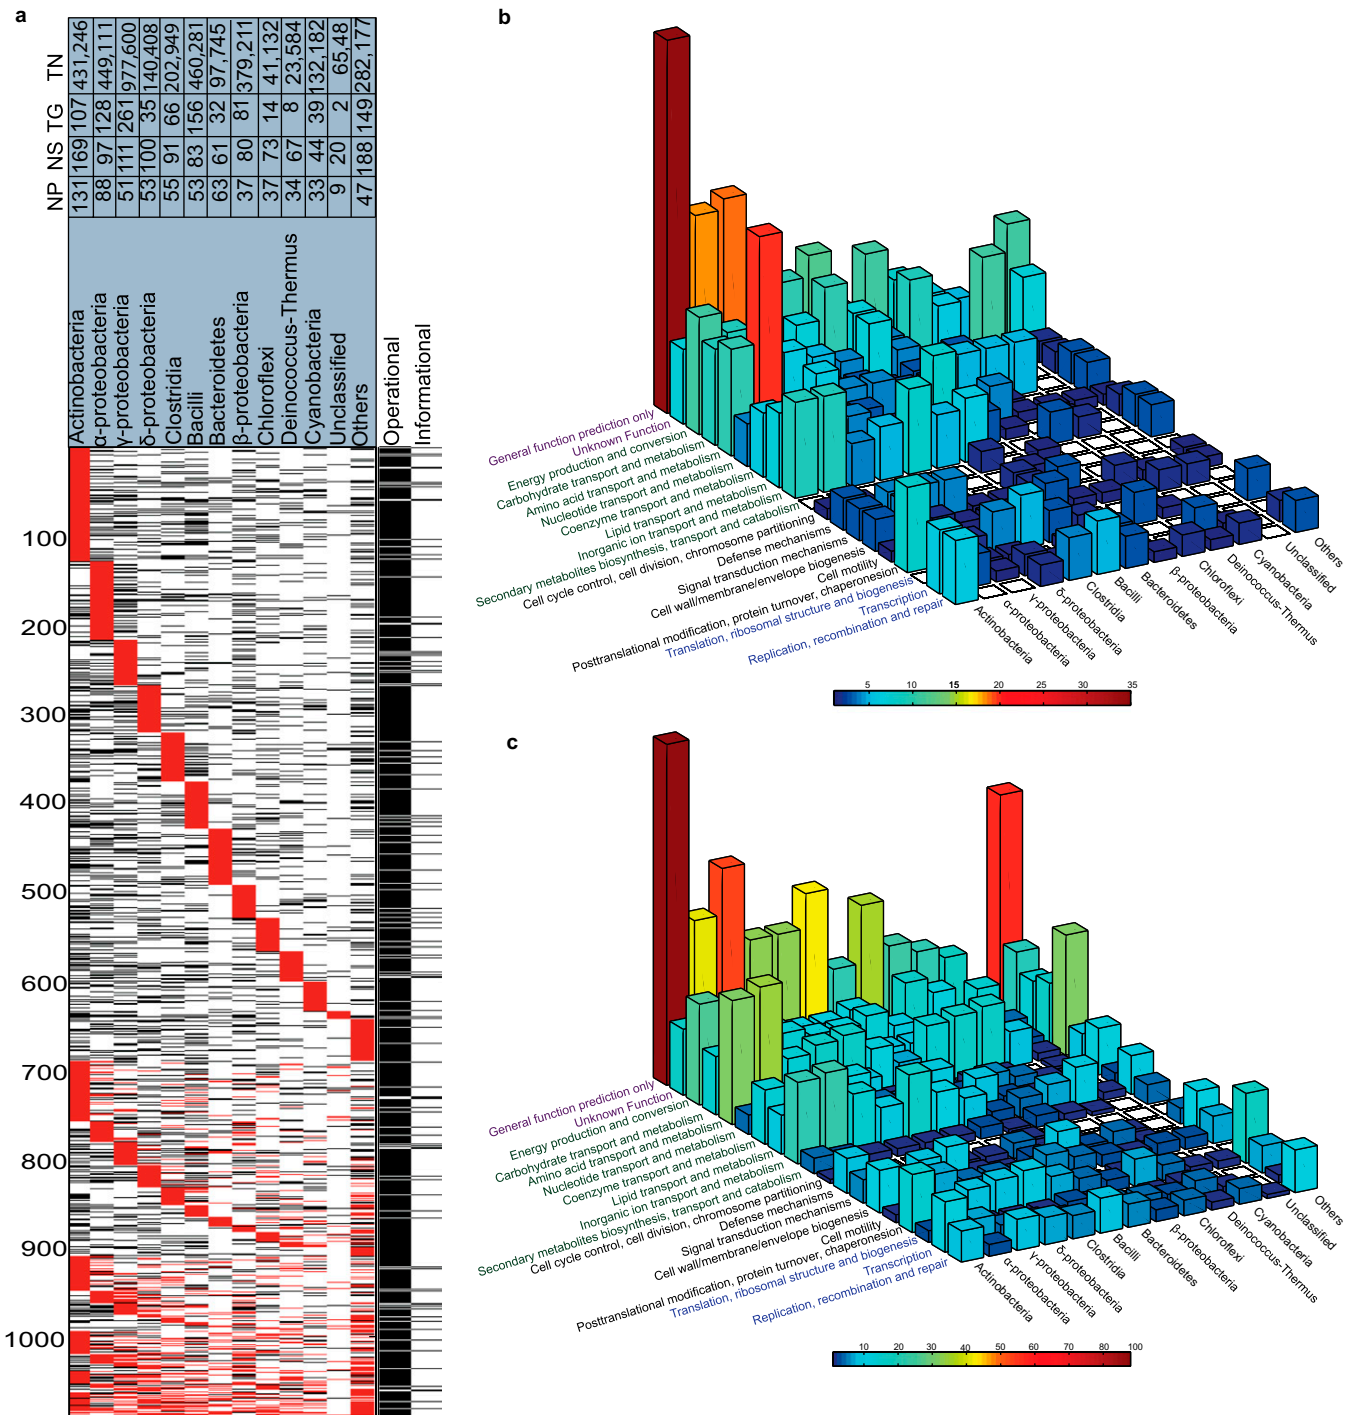 a
NP NS TG TN
131 169 107 431,246
88 97 128 449,111
51 111 261 977,600
53 100 35 140,408
55 91 66 202,949
53 83 156 460,281
63 61 32 97,745
37 80 81 379,211
37 73 14 41,132
34 67 8 23,584
33 44 39 132,182
9 20 2 65,48
47 188 149 282,177
Actinobacteria
α-proteobacteria
γ-proteobacteria
δ-proteobacteria
Clostridia
Bacilli
Bacteroidetes
β-proteobacteria
Chloroflexi
Deinococcus-Thermus
Cyanobacteria
Unclassified
Others
Operational
Informational
100
200
300
400
500
600
700
800
900
1000
b
General function prediction only
Unknown Function
Energy production and conversion
Carbohydrate transport and metabolism
Amino acid transport and metabolism
Nucleotide transport and metabolism
Coenzyme transport and metabolism
Lipid transport and metabolism
Inorganic ion transport and metabolism
Secondary metabolites biosynthesis, transport and catabolism
Cell cycle control, cell division, chromosome partitioning
Defense mechanisms
Signal transduction mechanisms
Cell wall/membrane/envelope biogenesis
Cell motility
Posttranslational modification, protein turnover, chaperonesion
Translation, ribosomal structure and biogenesis
Transcription
Replication, recombination and repair
Actinobacteria
α-proteobacteria
γ-proteobacteria
δ-proteobacteria
Clostridia
Bacilli
Bacteroidetes
β-proteobacteria
Chloroflexi
Deinococcus-Thermus
Cyanobacteria
Unclassified
Others
5 10 15 20 25 30 35
c
General function prediction only
Unknown Function
Energy production and conversion
Carbohydrate transport and metabolism
Amino acid transport and metabolism
Nucleotide transport and metabolism
Coenzyme transport and metabolism
Lipid transport and metabolism
Inorganic ion transport and metabolism
Secondary metabolites biosynthesis, transport and catabolism
Cell cycle control, cell division, chromosome partitioning
Defense mechanisms
Signal transduction mechanisms
Cell wall/membrane/envelope biogenesis
Cell motility
Posttranslational modification, protein turnover, chaperonesion
Translation, ribosomal structure and biogenesis
Transcription
Replication, recombination and repair
Actinobacteria
α-proteobacteria
γ-proteobacteria
δ-proteobacteria
Clostridia
Bacilli
Bacteroidetes
β-proteobacteria
Chloroflexi
Deinococcus-Thermus
Cyanobacteria
Unclassified
Others
10 20 30 40 50 60 70 80 100